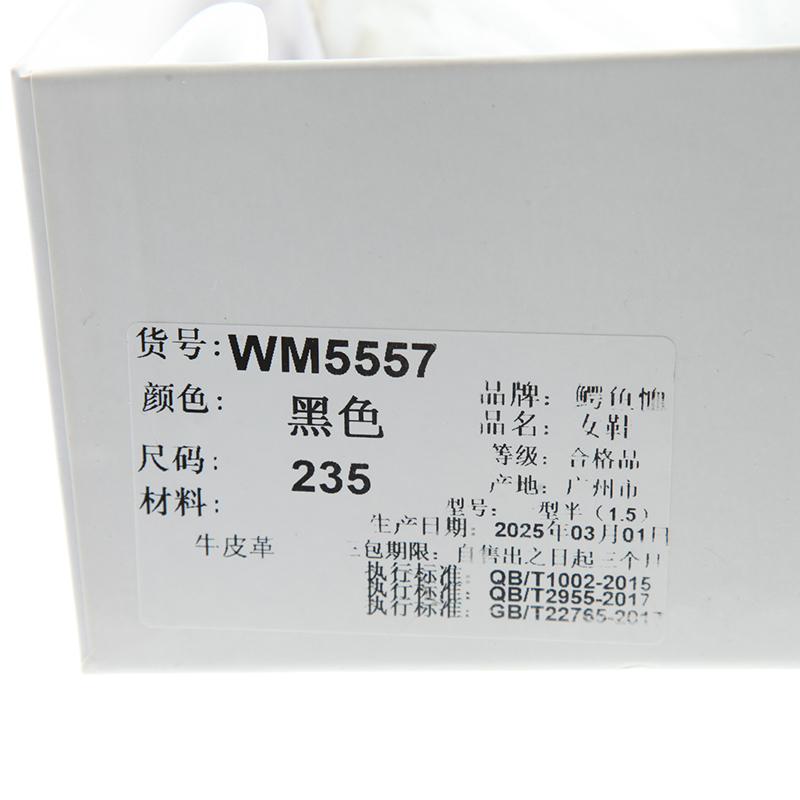 货号:WM5557
颜色: 黑色
品牌: 鳄鱼恤
品名: 女鞋
尺码: 235
等级: 合格品
产地: 广州市
材料:
牛皮革
型号: 一型半（1.5）
生产日期: 2025年03月01日
三包期限: 自售出之日起三个月
执行标准: QB/T1002-2015
执行标准: QB/T2955-2017
执行标准: GB/T22765-2017